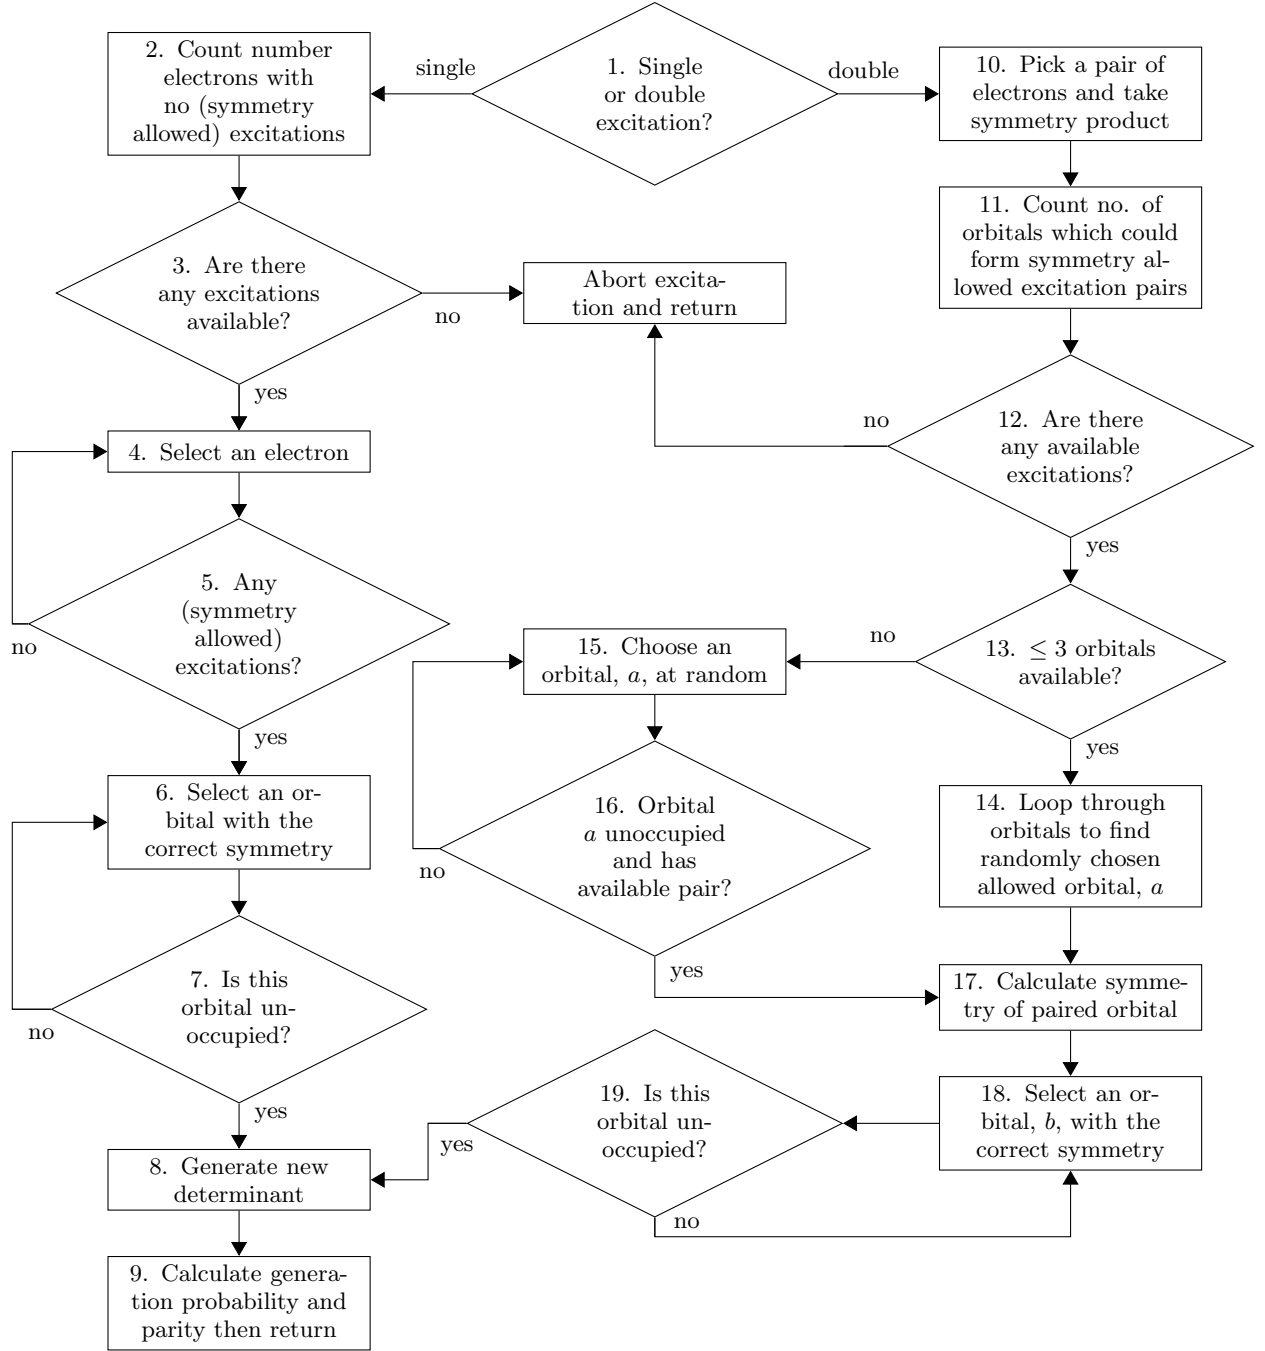 1. Single
or double
excitation?
single
double
2. Count number
electrons with
no (symmetry
allowed) excitations
3. Are there
any excitations
available?
no
yes
Abort excita-
tion and return
4. Select an electron
5. Any
(symmetry
allowed)
excitations?
no
yes
6. Select an or-
bital with the
correct symmetry
7. Is this
orbital un-
occupied?
no
yes
8. Generate new
determinant
9. Calculate genera-
tion probability and
parity then return
10. Pick a pair of
electrons and take
symmetry product
11. Count no. of
orbitals which could
form symmetry al-
lowed excitation pairs
12. Are there
any available
excitations?
no
yes
13. ≤ 3 orbitals
available?
no
yes
14. Loop through
orbitals to find
randomly chosen
allowed orbital, a
15. Choose an
orbital, a, at random
16. Orbital
a unoccupied
and has
available pair?
no
yes
17. Calculate symme-
try of paired orbital
18. Select an or-
bital, b, with the
correct symmetry
19. Is this
orbital un-
occupied?
yes
no